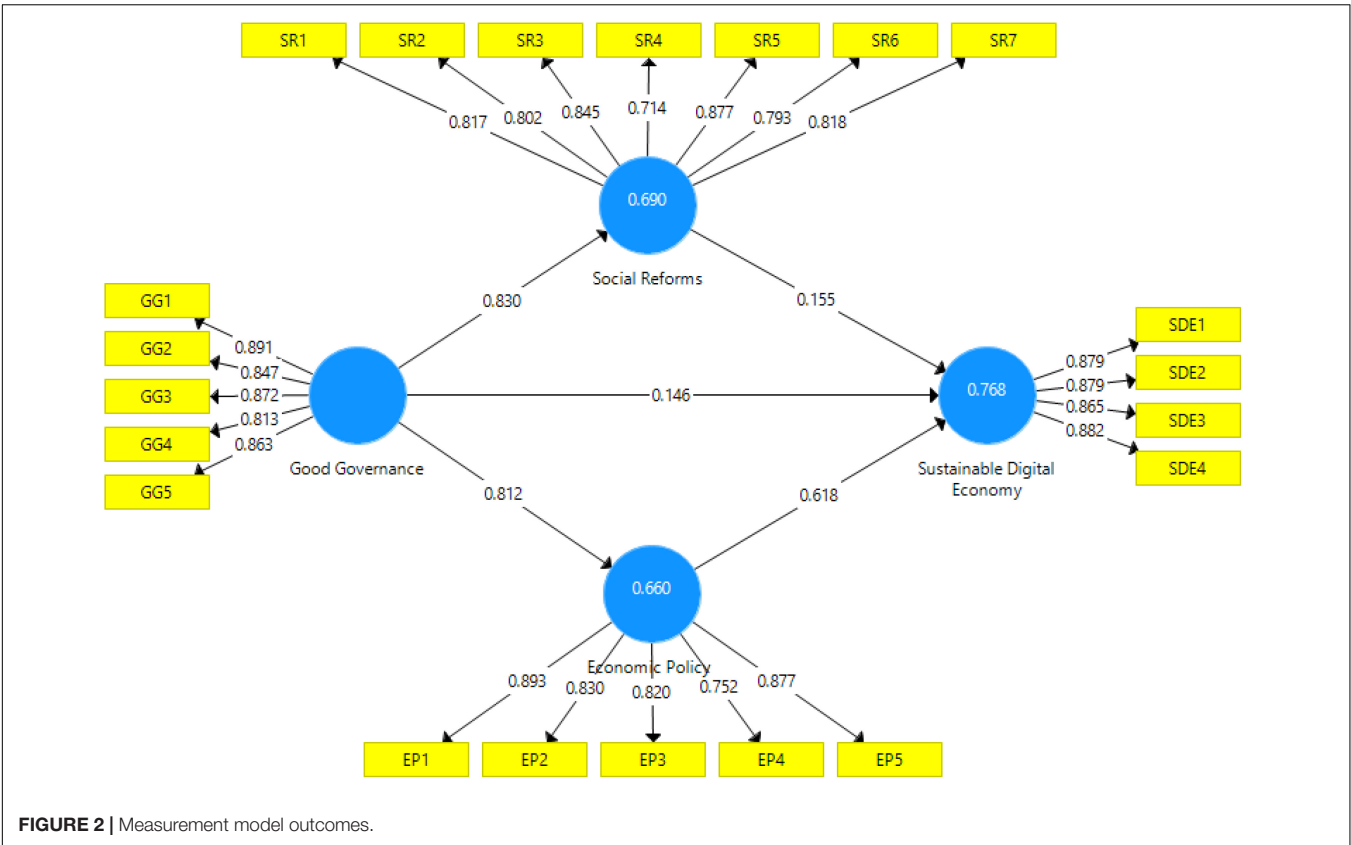 SR1 SR2 SR3 SR4 SR5 SR6 SR7
0.817 0.802 0.845 0.714 0.877 0.793 0.818
0.690
Social Reforms
0.830
0.155
GG1
GG2
GG3
GG4
GG5
0.891
0.847
0.872
0.813
0.863
Good Governance
0.146
0.768
Sustainable Digital
Economy
0.879
0.879
0.865
0.882
SDE1
SDE2
SDE3
SDE4
0.812
0.618
0.660
Economic Policy
0.893 0.830 0.820 0.752 0.877
EP1 EP2 EP3 EP4 EP5
FIGURE 2 | Measurement model outcomes.